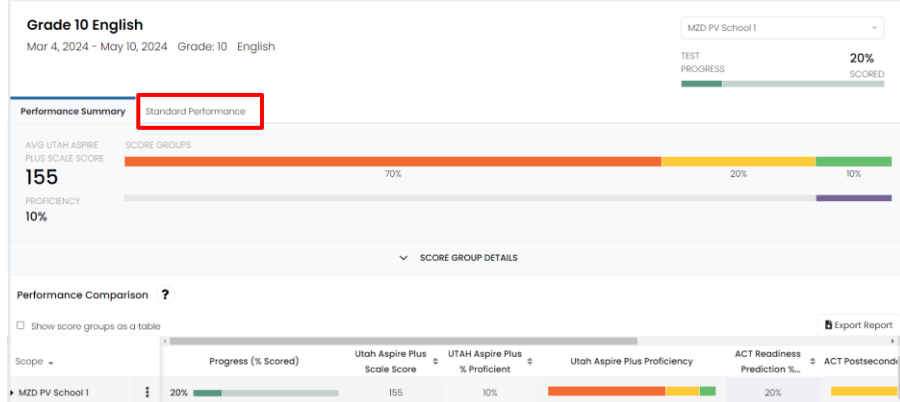 Grade 10 English
Mar 4, 2024 - May 10, 2024 Grade: 10 English
MZD PV School 1
TEST PROGRESS
20% SCORED
Performance Summary Standard Performance
AVG UTAH ASPIRE PLUS SCALE SCORE
155
SCORE GROUPS
70% 20% 10%
PROFICIENCY
10%
SCORE GROUP DETAILS
Performance Comparison ?
Show score groups as a table
Export Report
Scope
Progress (% Scored)
Utah Aspire Plus Scale Score
UTAH Aspire Plus % Proficient
Utah Aspire Plus Proficiency
ACT Readiness Prediction %...
ACT Postsecondi
MZD PV School 1 20% 155 10% 20%